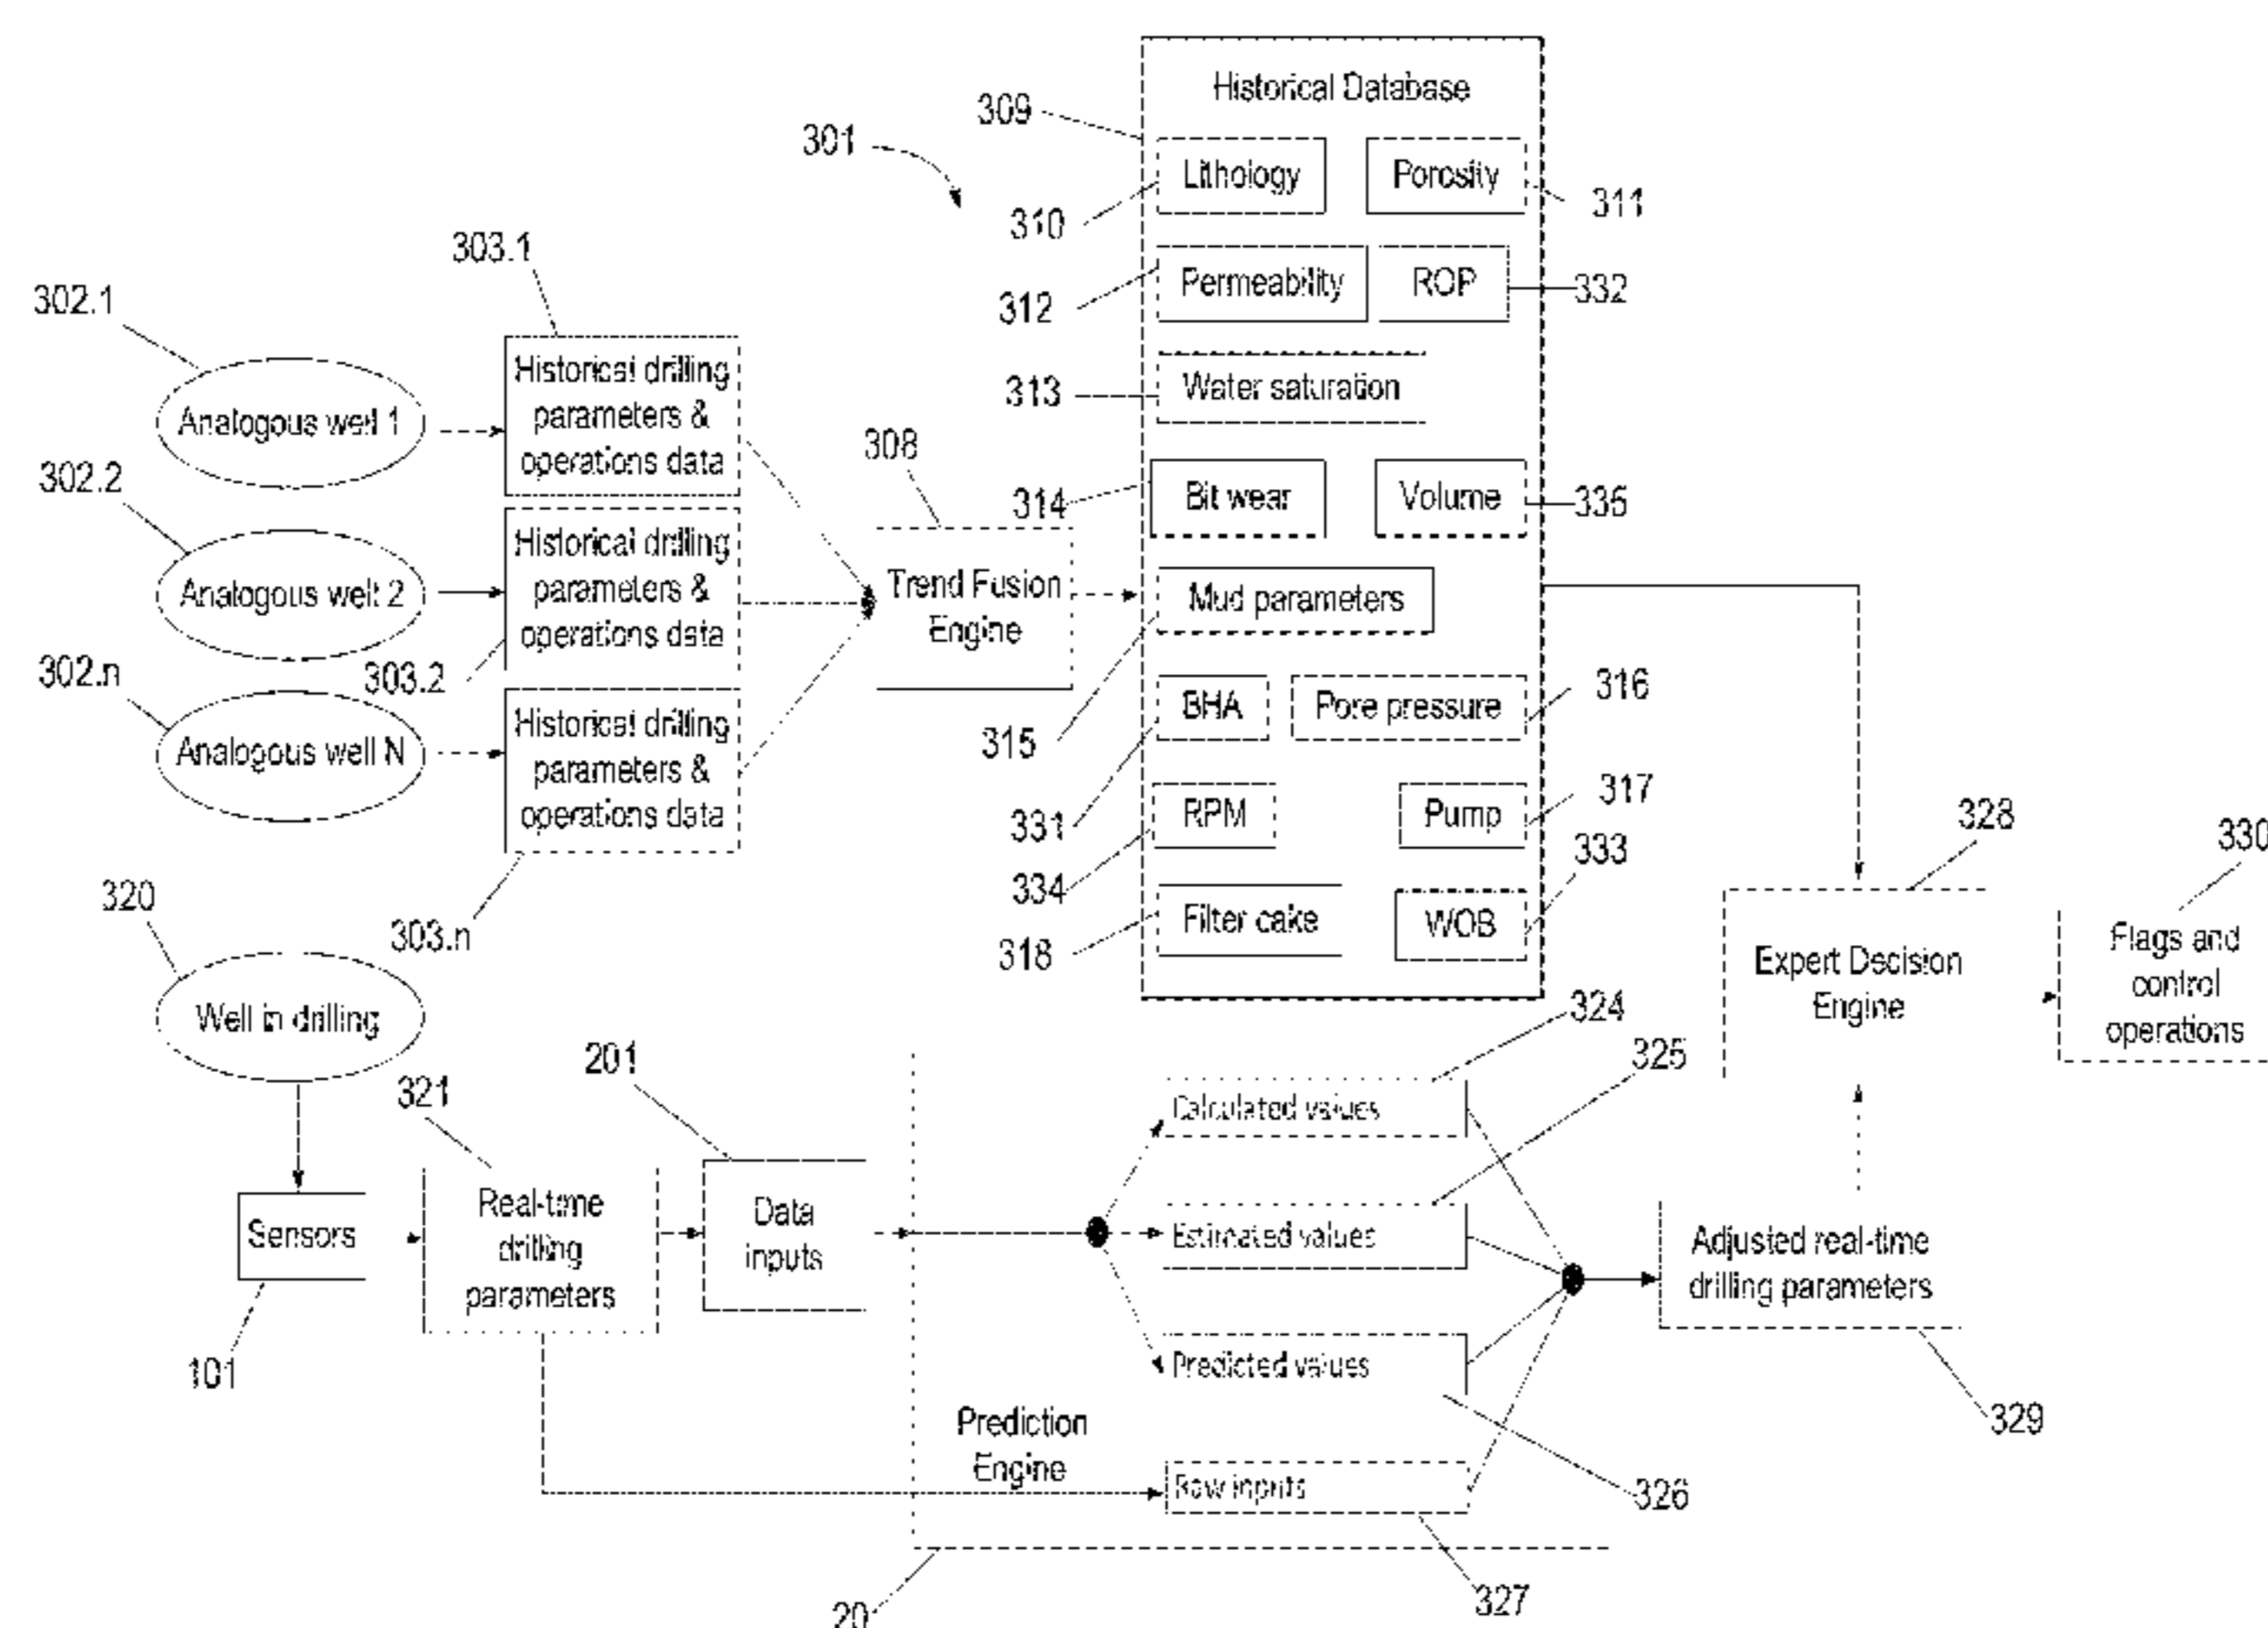 Historical Database
309
301
Lithology
Porosity
310
311
303.1
Permeability
ROP
312
332
302.1
Historical drilling
parameters &
operations data
Analogous well 1
Water saturation
313
308
302.2
314
Bit wear
Volume
335
Historical drilling
parameters &
operations data
Analogous well 2
Trend Fusion
Engine
Mud parameters
302.n
303.2
315
BHA
Pore pressure
316
Historical drilling
parameters &
operations data
Analogous well N
331
RPM
Pump
317
328
330
334
333
320
303.n
318
Filter cake
WOB
Expert Decision
Engine
Flags and
control
operations
Well in drilling
324
201
325
321
Calculated values
Sensors
Real-time
drilling
parameters
Data
inputs
Estimated values
Adjusted real-time
drilling parameters
101
Predicted values
329
Prediction
Engine
Raw inputs
326
327
20